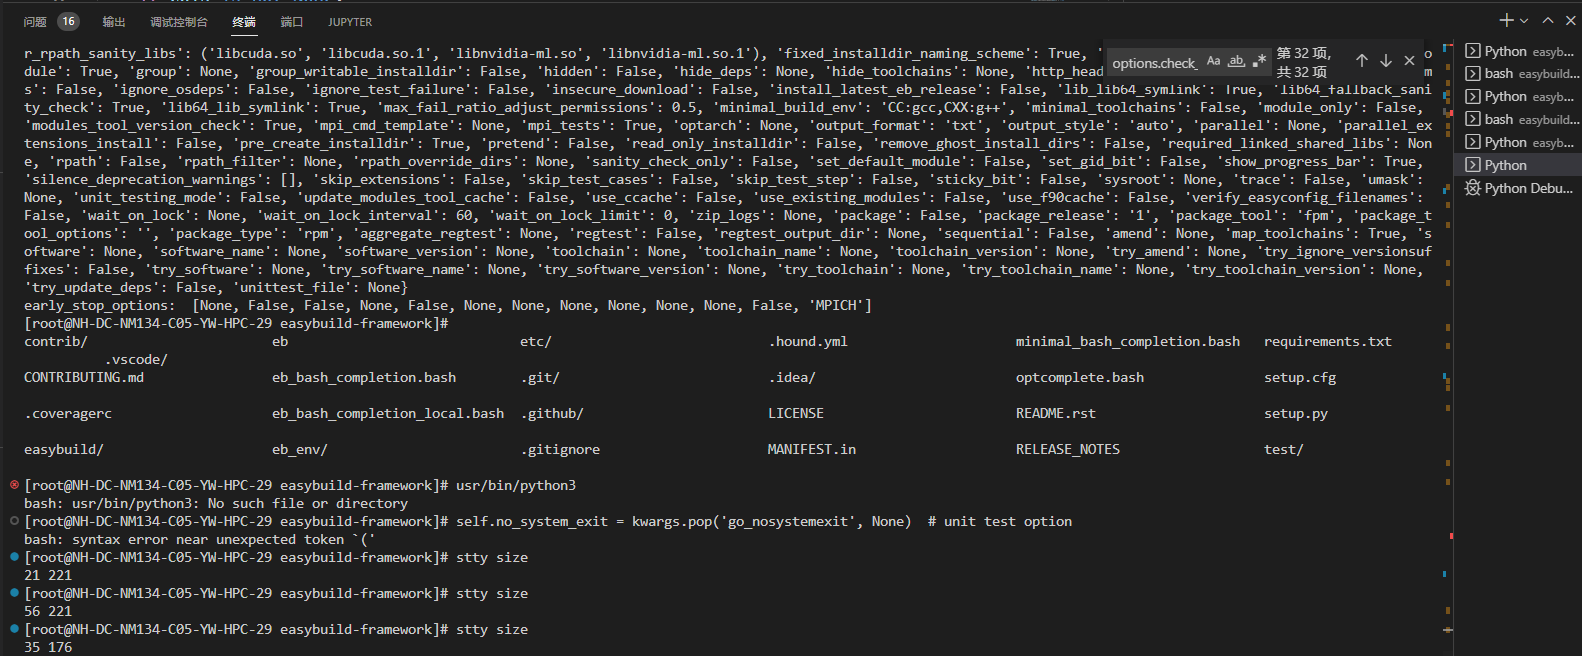 问题 16 输出 调试控制台 终端 端口 JUPYTER
r_rpath_sanity_libs': ('libcuda.so', 'libcuda.so.1', 'libnvidia-ml.so', 'libnvidia-ml.so.1'), 'fixed_installdir_naming_scheme': True, '
options.check_ Aa ab .* 第 32 项, 共 32 项
odule': True, 'group': None, 'group_writable_installdir': False, 'hidden': False, 'hide_deps': None, 'hide_toolchains': None, 'http_head
s': False, 'ignore_osdeps': False, 'ignore_test_failure': False, 'insecure_download': False, 'install_latest_eb_release': False, 'lib_lib64_symlink': True, 'lib64_fallback_sani
ty_check': True, 'lib64_lib_symlink': True, 'max_fail_ratio_adjust_permissions': 0.5, 'minimal_build_env': 'CC:gcc,CXX:g++', 'minimal_toolchains': False, 'module_only': False,
'modules_tool_version_check': True, 'mpi_cmd_template': None, 'mpi_tests': True, 'optarch': None, 'output_format': 'txt', 'output_style': 'auto', 'parallel': None, 'parallel_ex
tensions_install': False, 'pre_create_installdir': True, 'pretend': False, 'read_only_installdir': False, 'remove_ghost_install_dirs': False, 'required_linked_shared_libs': Non
e, 'rpath': False, 'rpath_filter': None, 'rpath_override_dirs': None, 'sanity_check_only': False, 'set_default_module': False, 'set_gid_bit': False, 'show_progress_bar': True,
'silence_deprecation_warnings': [], 'skip_extensions': False, 'skip_test_cases': False, 'skip_test_step': False, 'sticky_bit': False, 'sysroot': None, 'trace': False, 'umask':
None, 'unit_testing_mode': False, 'update_modules_tool_cache': False, 'use_ccache': False, 'use_existing_modules': False, 'use_f90cache': False, 'verify_easyconfig_filenames':
False, 'wait_on_lock': None, 'wait_on_lock_interval': 60, 'wait_on_lock_limit': 0, 'zip_logs': None, 'package': False, 'package_release': '1', 'package_tool': 'fpm', 'package_t
ool_options': '', 'package_type': 'rpm', 'aggregate_regtest': None, 'regtest': False, 'regtest_output_dir': None, 'sequential': False, 'amend': None, 'map_toolchains': True, 's
oftware': None, 'software_name': None, 'software_version': None, 'toolchain': None, 'toolchain_name': None, 'toolchain_version': None, 'try_amend': None, 'try_ignore_versionsuf
fixes': False, 'try_software': None, 'try_software_name': None, 'try_software_version': None, 'try_toolchain': None, 'try_toolchain_name': None, 'try_toolchain_version': None,
'try_update_deps': False, 'unittest_file': None}
early_stop_options: [None, False, False, None, False, None, None, None, None, None, None, False, 'MPICH']
[root@NH-DC-NM134-C05-YW-HPC-29 easybuild-framework]#
contrib/ eb etc/ .hound.yml minimal_bash_completion.bash requirements.txt
.vscode/
CONTRIBUTING.md eb_bash_completion.bash .git/ .idea/ optcomplete.bash setup.cfg
.coveragerc eb_bash_completion_local.bash .github/ LICENSE README.rst setup.py
easybuild/ eb_env/ .gitignore MANIFEST.in RELEASE_NOTES test/
[root@NH-DC-NM134-C05-YW-HPC-29 easybuild-framework]# usr/bin/python3
bash: usr/bin/python3: No such file or directory
[root@NH-DC-NM134-C05-YW-HPC-29 easybuild-framework]# self.no_system_exit = kwargs.pop('go_nosystemexit', None) # unit test option
bash: syntax error near unexpected token `('
[root@NH-DC-NM134-C05-YW-HPC-29 easybuild-framework]# stty size
21 221
[root@NH-DC-NM134-C05-YW-HPC-29 easybuild-framework]# stty size
56 221
[root@NH-DC-NM134-C05-YW-HPC-29 easybuild-framework]# stty size
35 176
Python easyb...
bash easybuild...
Python easyb...
bash easybuild...
Python easyb...
Python
Python Debu...